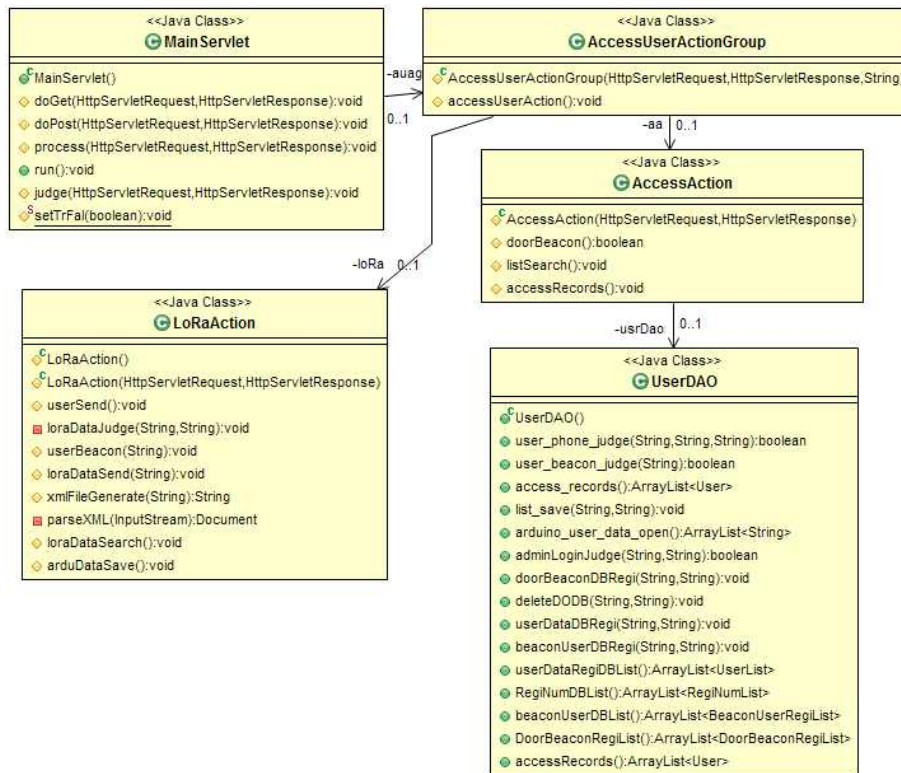 <<Java Class>>
MainServlet
MainServlet()
doGet(HttpServletRequest,HttpServletResponse):void
doPost(HttpServletRequest,HttpServletResponse):void
process(HttpServletRequest,HttpServletResponse):void
run():void
judge(HttpServletRequest,HttpServletResponse):void
setTrFal(boolean):void
-auag
0..1
<<Java Class>>
AccessUserActionGroup
AccessUserActionGroup(HttpServletRequest,HttpServletResponse,String
accessUserAction():void
-aa 0..1
<<Java Class>>
AccessAction
AccessAction(HttpServletRequest,HttpServletResponse)
doorBeacon():boolean
listSearch():void
accessRecords():void
-loRa 0..1
<<Java Class>>
LoRaAction
LoRaAction()
LoRaAction(HttpServletRequest,HttpServletResponse)
userSend():void
loraDataJudge(String,String):void
userBeacon(String):void
loraDataSend(String):void
xmlFileGenerate(String):String
parseXML(InputStream):Document
loraDataSearch():void
arduDataSave():void
-usrDao 0..1
<<Java Class>>
UserDAO
UserDAO()
user_phone_judge(String,String,String):boolean
user_beacon_judge(String):boolean
access_records():ArrayList<User>
list_save(String,String):void
arduino_user_data_open():ArrayList<String>
adminLoginJudge(String,String):boolean
doorBeaconDBRegi(String,String):void
deleteDODB(String,String):void
userDataDBRegi(String,String):void
beaconUserDBRegi(String,String):void
userDataRegiDBList():ArrayList<UserList>
RegiNumDBList():ArrayList<RegiNumList>
beaconUserDBList():ArrayList<BeaconUserRegiList>
DoorBeaconRegiList():ArrayList<DoorBeaconRegiList>
accessRecords():ArrayList<User>